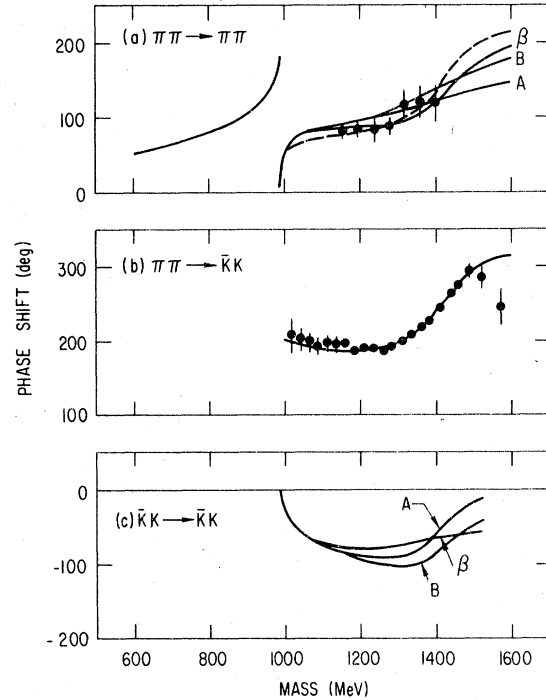 (a) ππ → ππ
200
100
0
β
B
A
PHASE SHIFT (deg)
(b) ππ → K̄K
300
200
100
0
-100
-200
(c) K̄K → K̄K
A
β
B
600
800
1000
1200
1400
1600
MASS (MeV)